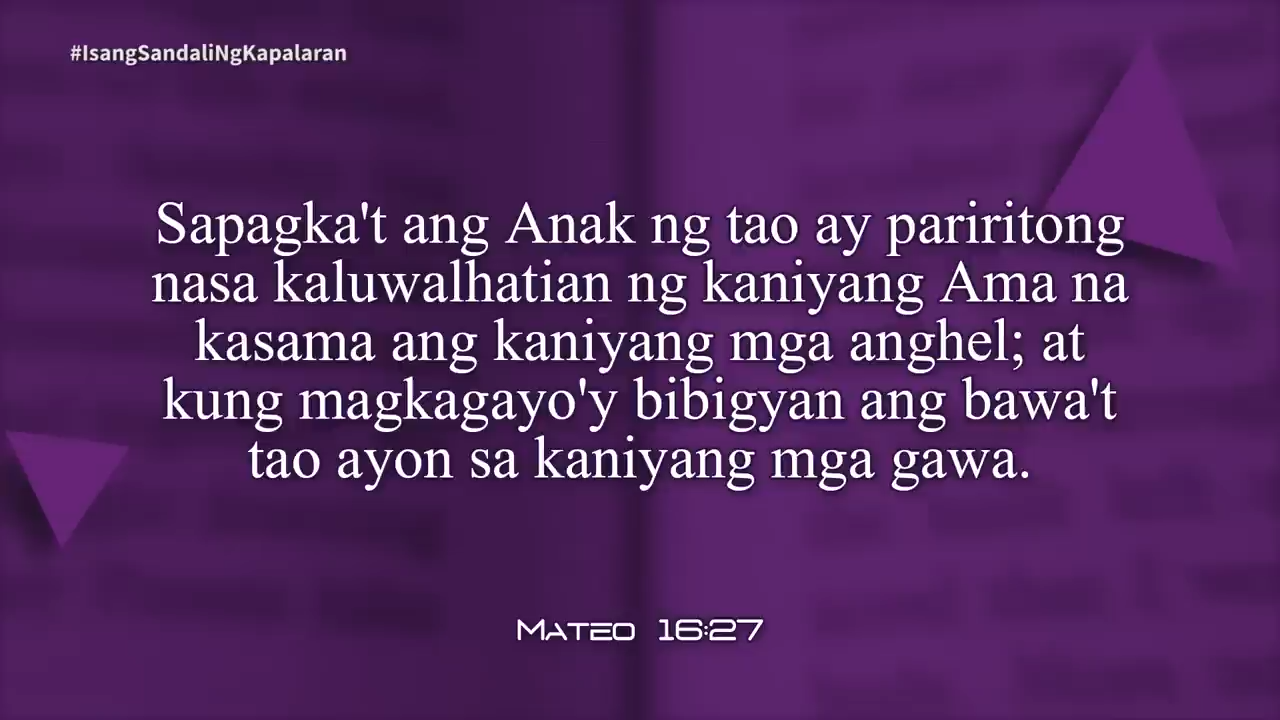 #IsangSandaliNgKapalaran
Sapagka't ang Anak ng tao ay pariritong
nasa kaluwalhatian ng kaniyang Ama na
kasama ang kaniyang mga anghel; at
kung magkagayo'y bibigyan ang bawa't
tao ayon sa kaniyang mga gawa.
MATEO 16:27